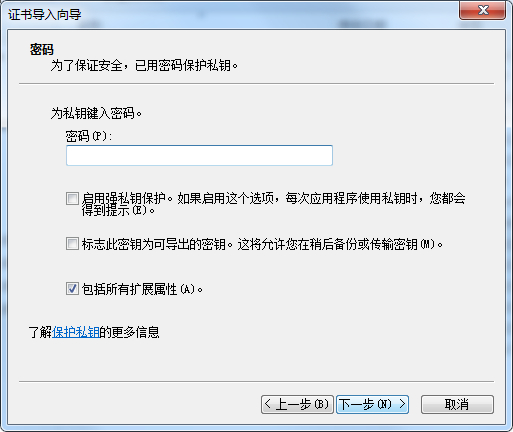 证书导入向导
密码
为了保证安全，已用密码保护私钥。
为私钥键入密码。
密码(P):
启用强私钥保护。如果启用这个选项，每次应用程序使用私钥时，您都会
得到提示(E)。
标志此密钥为可导出的密钥。这将允许您在稍后备份或传输密钥(M)。
包括所有扩展属性(A)。
了解保护私钥的更多信息
< 上一步(B) 下一步(N) > 取消